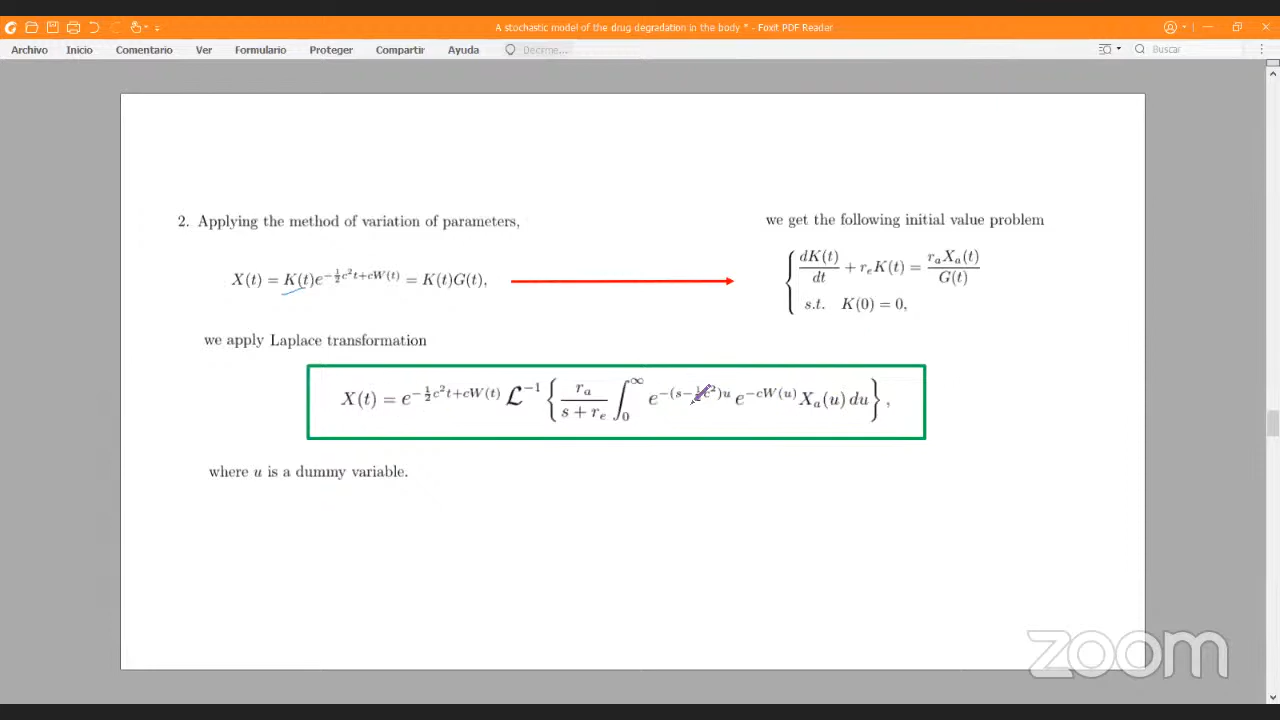 A stochastic model of the drug degradation in the body * - Foxit PDF Reader
Archivo Inicio Comentario Ver Formulario Proteger Compartir Ayuda Decirme... Buscar
2. Applying the method of variation of parameters,
we get the following initial value problem
X(t) = K(t)e^{-\frac{1}{2}c^2t+cW(t)} = K(t)G(t),
\frac{dK(t)}{dt} + r_e K(t) = \frac{r_a X_a(t)}{G(t)}
s.t. K(0) = 0,
we apply Laplace transformation
X(t) = e^{-\frac{1}{2}c^2t+cW(t)} \mathcal{L}^{-1} \left\{ \frac{r_a}{s + r_e} \int_0^\infty e^{-(s-\frac{1}{2}c^2)u} e^{-cW(u)} X_a(u) du \right\},
where u is a dummy variable.
zoom